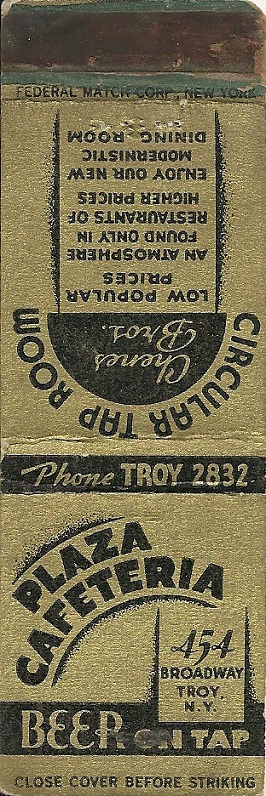 FEDERAL MATCH CORP., NEW YORK
CIRCULAR TAP ROOM
Chenes
Bros.
LOW POPULAR
PRICES
AN ATMOSPHERE
FOUND ONLY IN
RESTAURANTS OF
HIGHER PRICES
ENJOY OUR NEW
MODERNISTIC
DINING ROOM
Phone TROY 2832
PLAZA
CAFETERIA
454
BROADWAY
TROY,
N.Y.
BEER ON TAP
CLOSE COVER BEFORE STRIKING